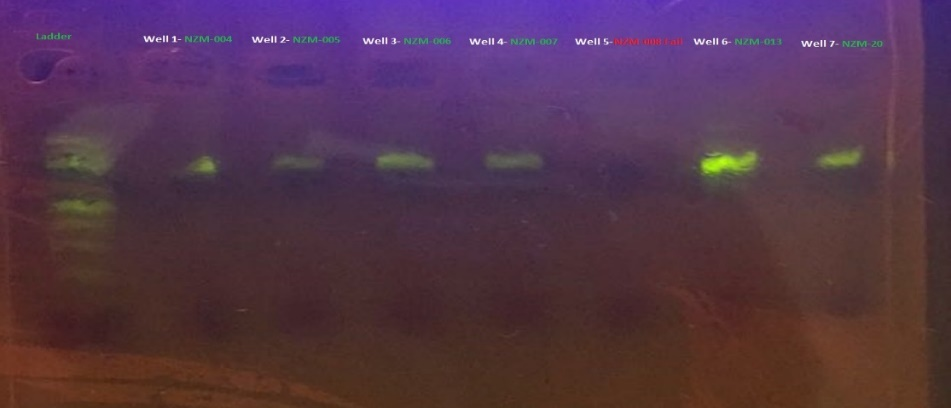 Ladder
Well 1- NZM-004
Well 2- NZM-005
Well 3- NZM-006
Well 4- NZM-007
Well 5-
Well 6- NZM-013
Well 7- NZM-20